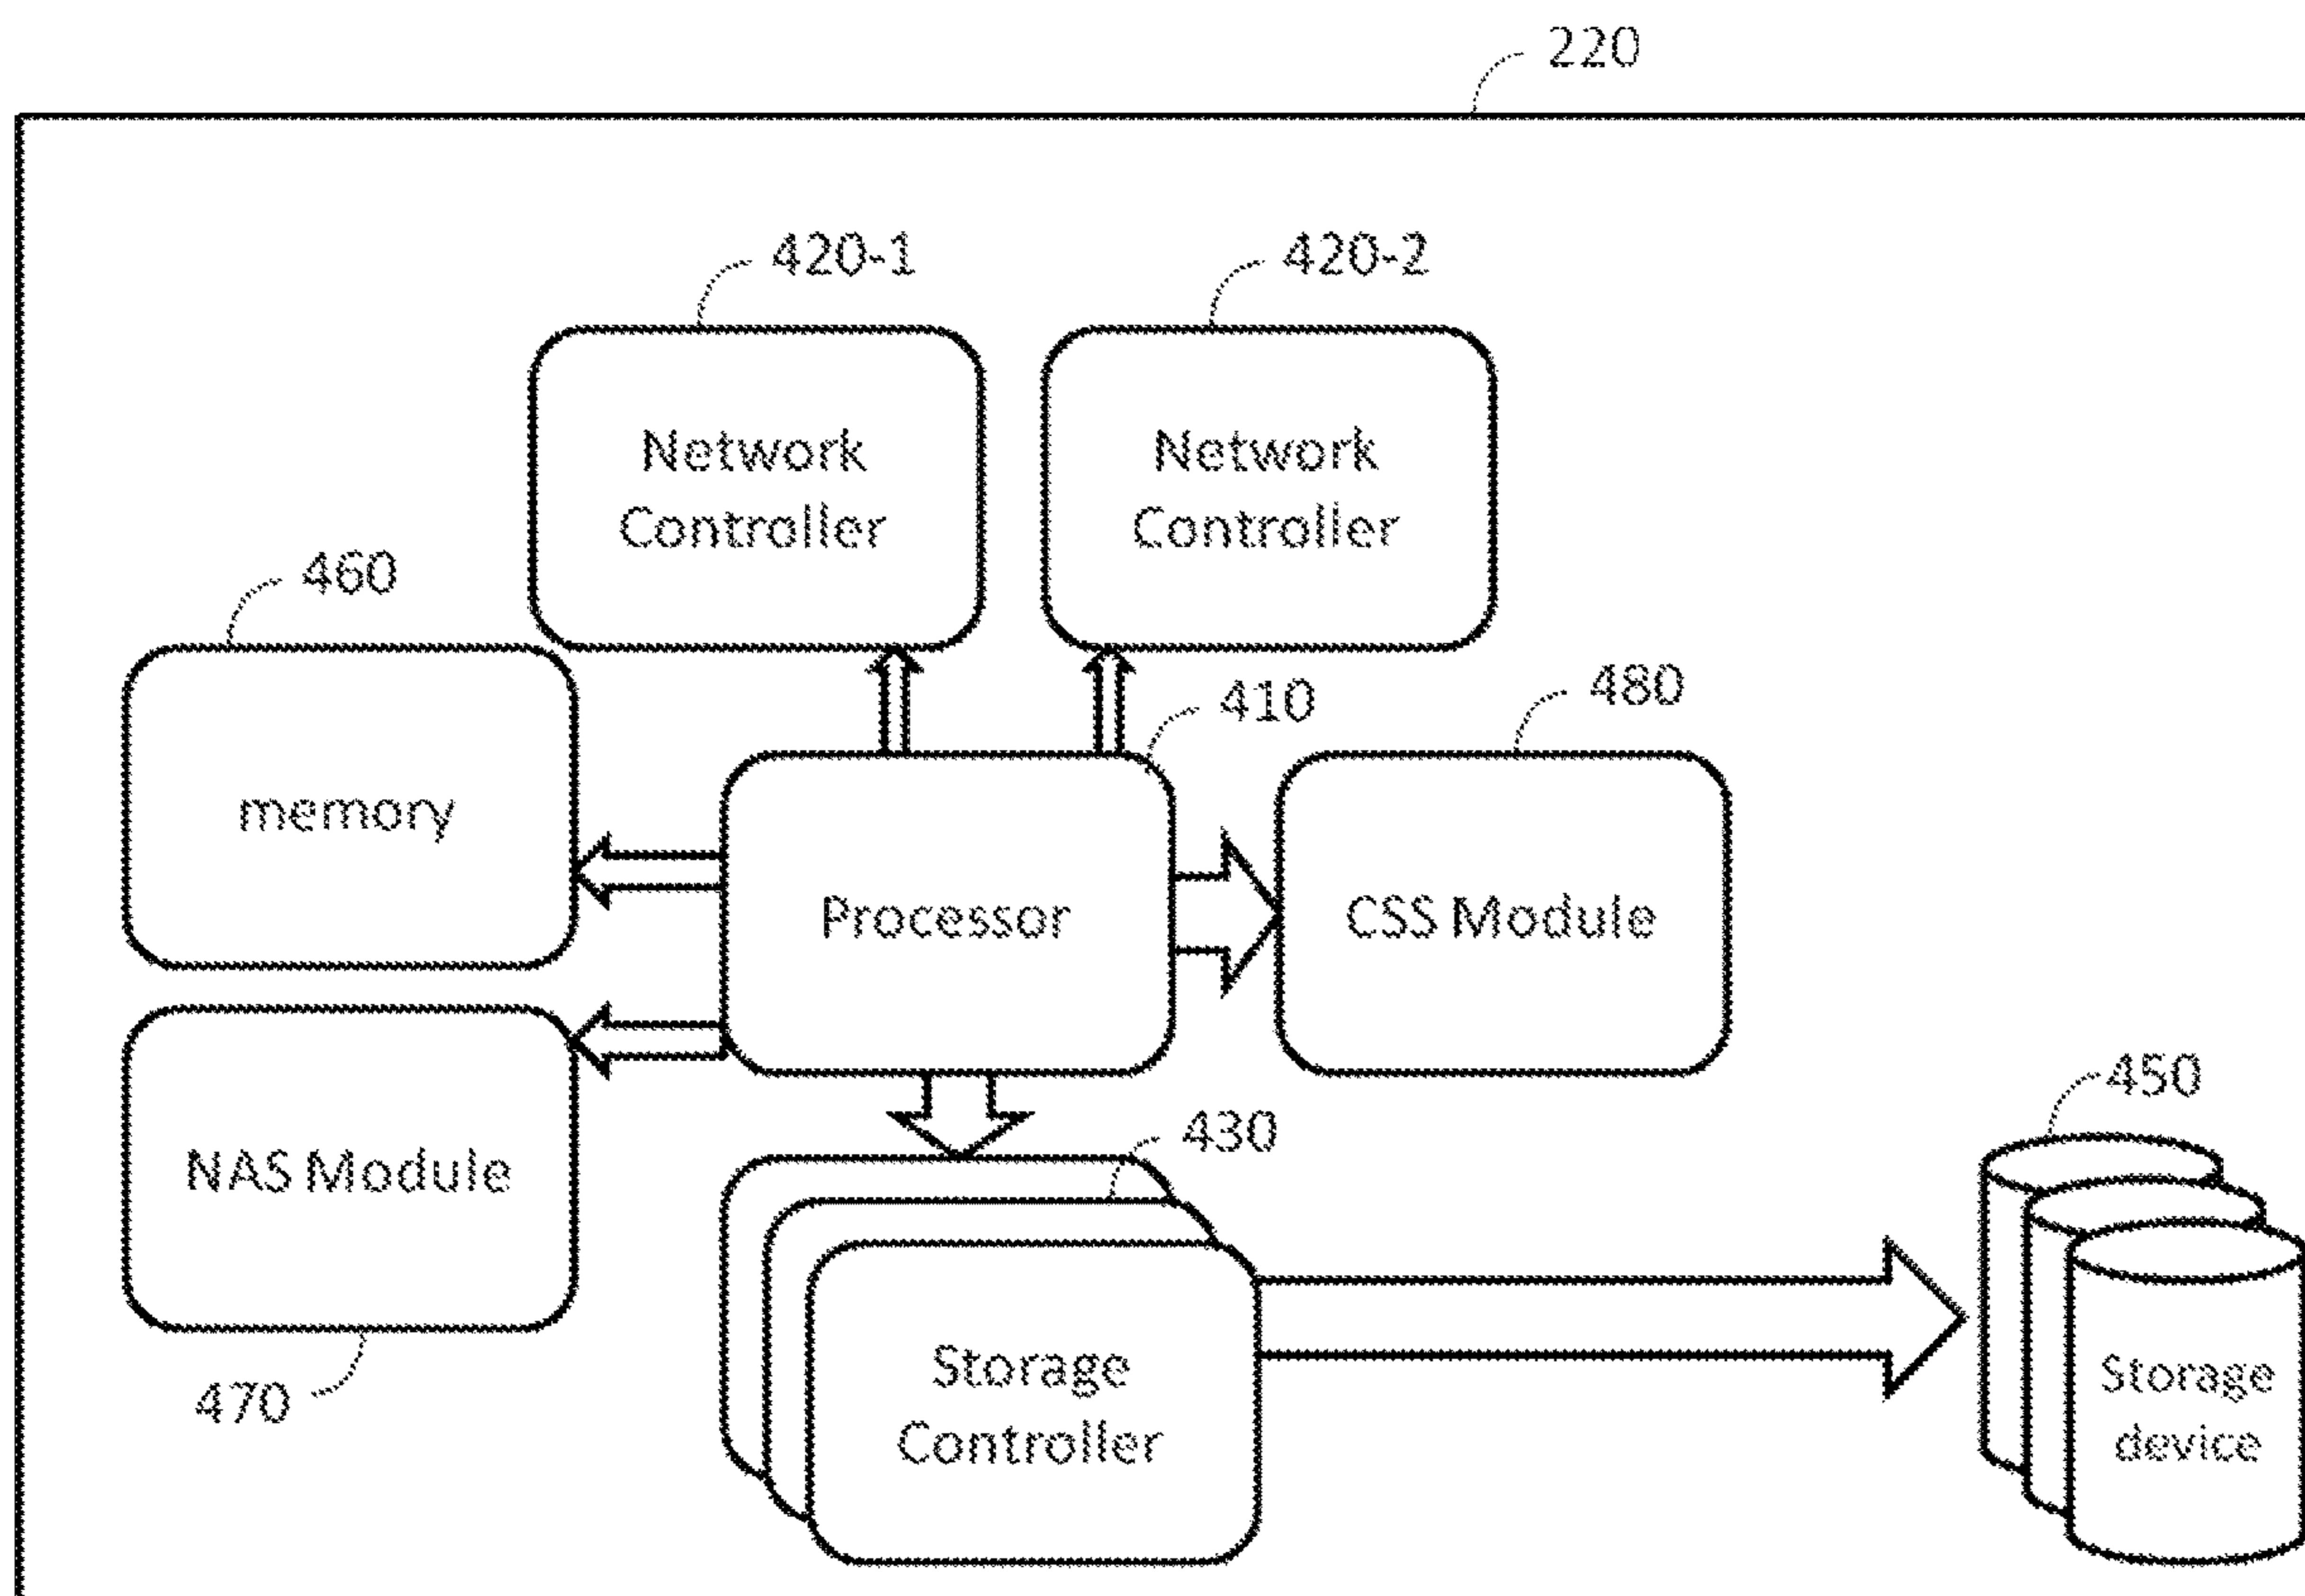 220
420-1
420-2
Network
Controller
Network
Controller
460
480
410
memory
Processor
CSS Module
450
430
NAS Module
Storage
Controller
Storage
device
470